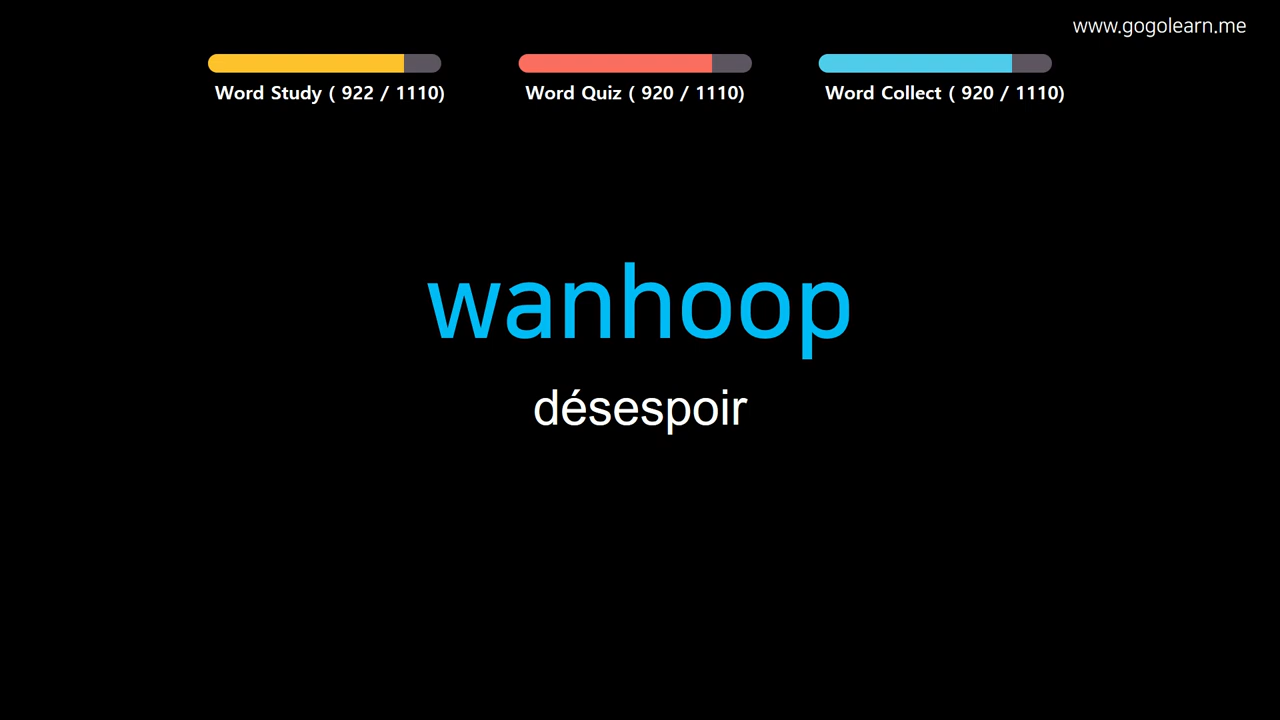 www.gogolearn.me
Word Study ( 922 / 1110)
Word Quiz ( 920 / 1110)
Word Collect ( 920 / 1110)
wanhoop
désespoir